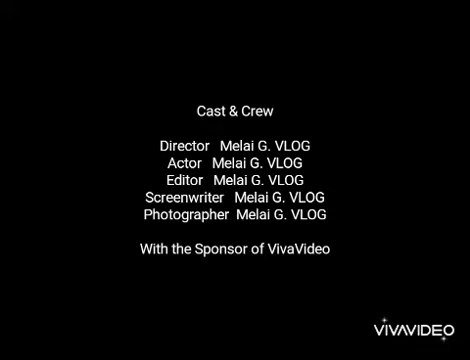 Cast & Crew
Director Melai G. VLOG
Actor Melai G. VLOG
Editor Melai G. VLOG
Screenwriter Melai G. VLOG
Photographer Melai G. VLOG
With the Sponsor of VivaVideo
VIVAVIDEO